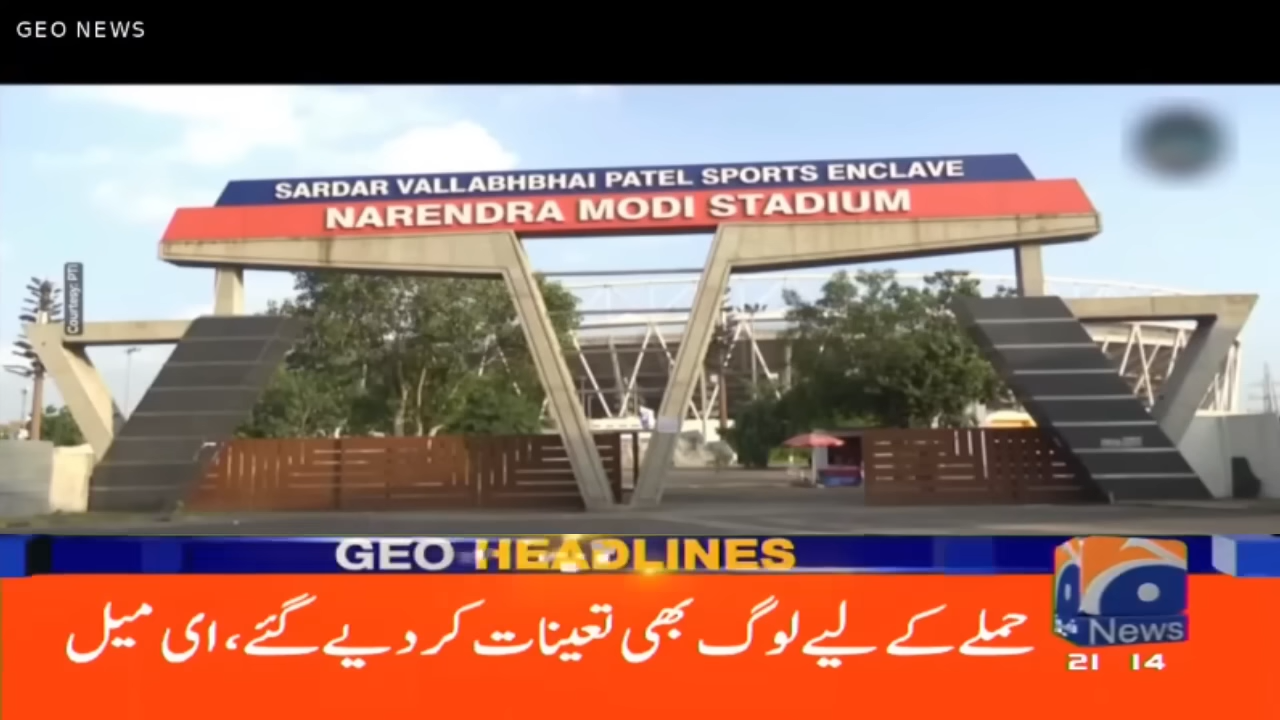 GEO NEWS
SARDAR VALLABHBHAI PATEL SPORTS ENCLAVE
NARENDRA MODI STADIUM
Courtesy: PTI
GEO HEADLINES
حملے کے لیے لوگ بھی تعینات کر دیے گئے، ای میل
News
21 14